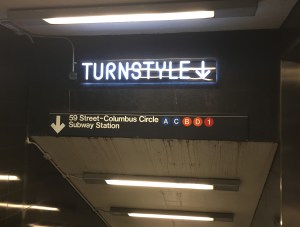 TURNSTYLE ↓
59 Street-Columbus Circle A C B D 1
Subway Station